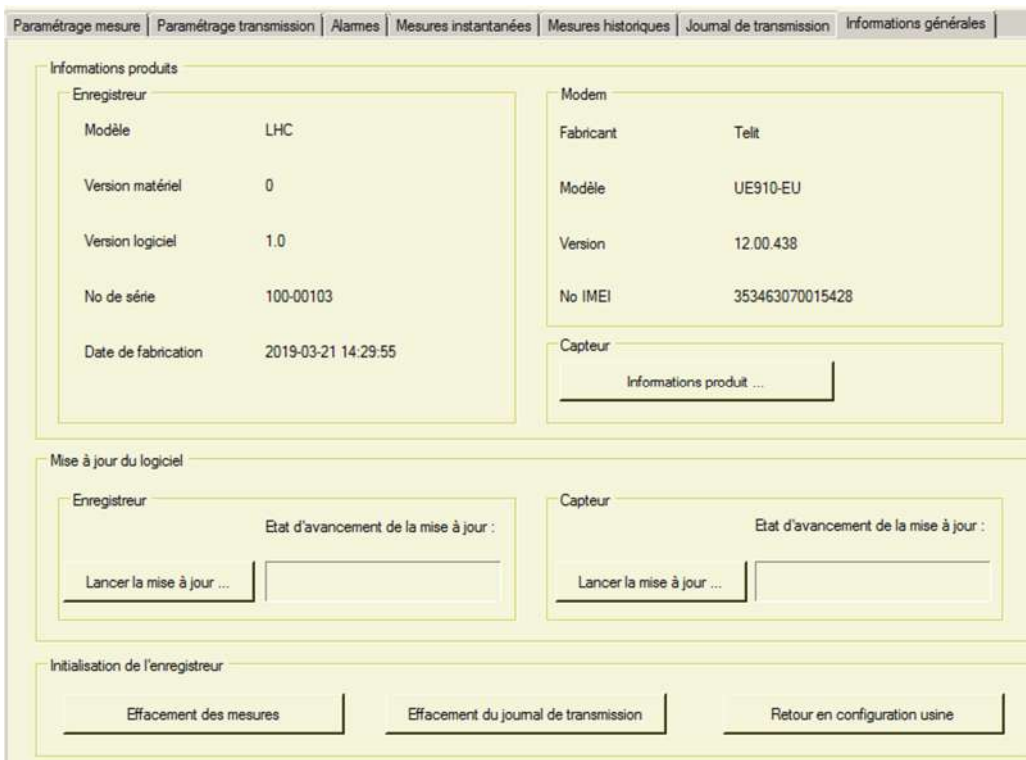 Paramétrage mesure
Paramétrage transmission
Alarmes
Mesures instantanées
Mesures historiques
Journal de transmission
Informations générales
Informations produits
Enregistreur
Modèle LHC
Version matériel 0
Version logiciel 1.0
No de série 100-00103
Date de fabrication 2019-03-21 14:29:55
Modem
Fabricant Telit
Modèle UE910-EU
Version 12.00.438
No IMEI 353463070015428
Capteur
Informations produit ...
Mise à jour du logiciel
Enregistreur
Etat d'avancement de la mise à jour :
Lancer la mise à jour ...
Capteur
Etat d'avancement de la mise à jour :
Lancer la mise à jour ...
Initialisation de l'enregistreur
Effacement des mesures
Effacement du journal de transmission
Retour en configuration usine